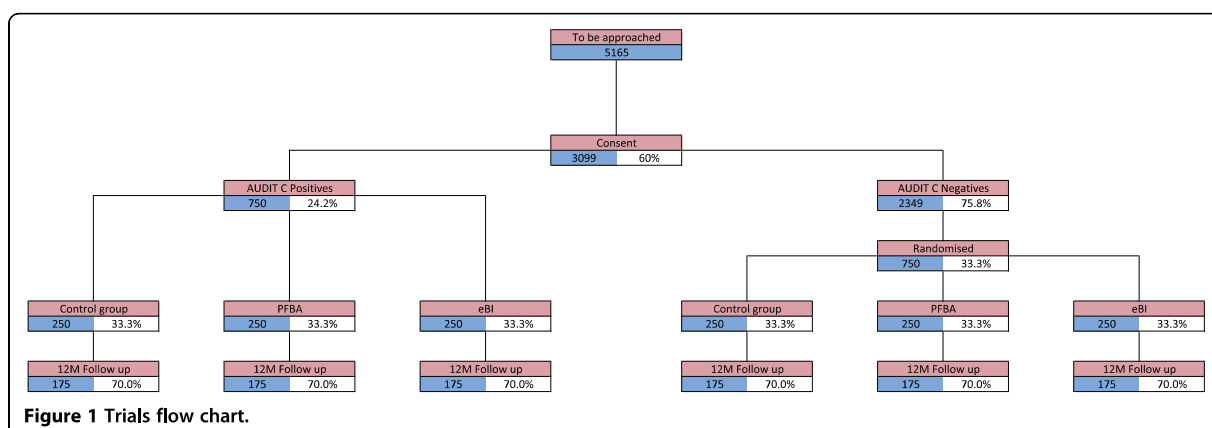 To be approached
5165
Consent
3099 60%
AUDIT C Positives
750 24.2%
AUDIT C Negatives
2349 75.8%
Randomised
750 33.3%
Control group PFBA eBI Control group PFBA eBI
250 33.3% 250 33.3% 250 33.3% 250 33.3% 250 33.3% 250 33.3%
12M Follow up 12M Follow up 12M Follow up 12M Follow up 12M Follow up 12M Follow up
175 70.0% 175 70.0% 175 70.0% 175 70.0% 175 70.0% 175 70.0%
Figure 1 Trials flow chart.